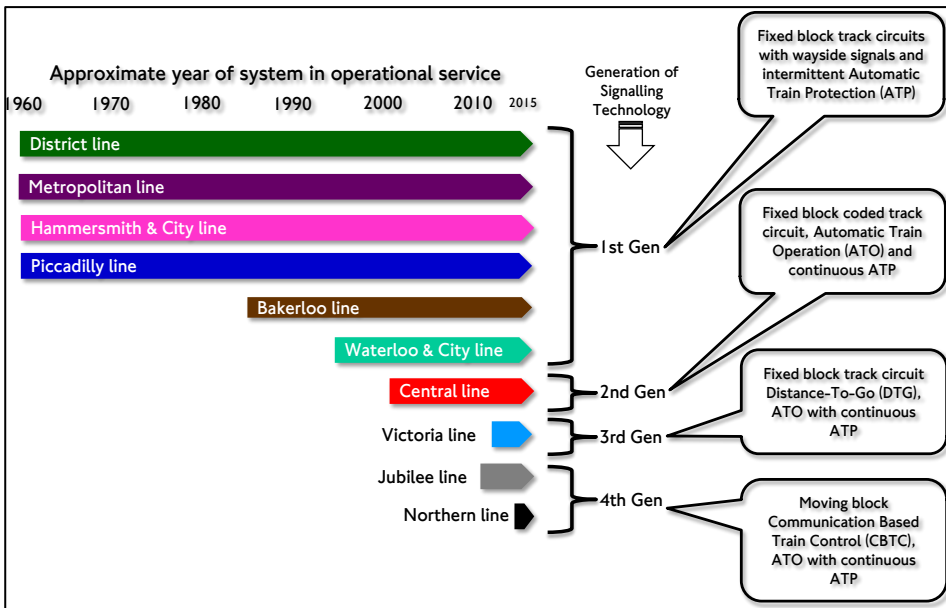 Approximate year of system in operational service
1960 1970 1980 1990 2000 2010 2015
Generation of
Signalling
Technology
District line
Metropolitan line
Hammersmith & City line
Piccadilly line
Bakerloo line
Waterloo & City line
Central line
Victoria line
Jubilee line
Northern line
1st Gen
2nd Gen
3rd Gen
4th Gen
Fixed block track circuits
with wayside signals and
intermittent Automatic
Train Protection (ATP)
Fixed block coded track
circuit, Automatic Train
Operation (ATO) and
continuous ATP
Fixed block track circuit
Distance-To-Go (DTG),
ATO with continuous
ATP
Moving block
Communication Based
Train Control (CBTC),
ATO with continuous
ATP